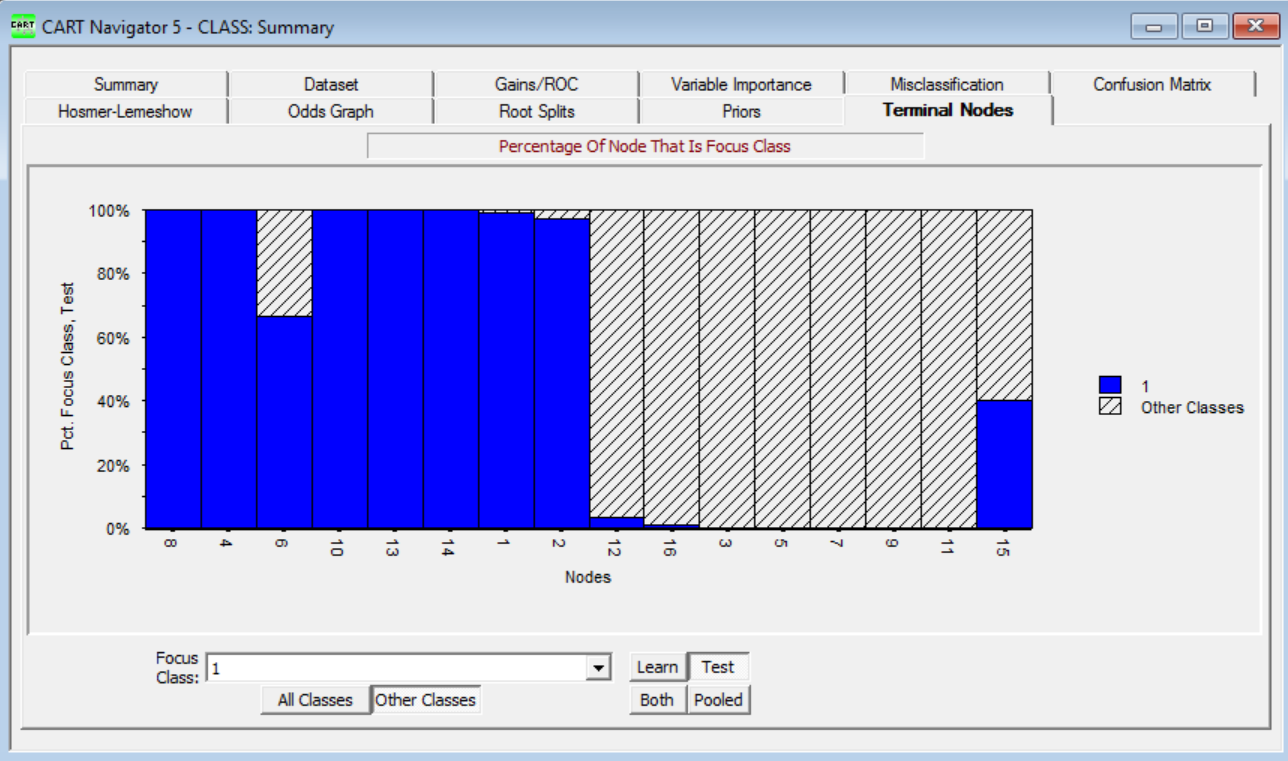 CART CART Navigator 5 - CLASS: Summary
Summary Dataset Gains/ROC Variable Importance Misclassification Confusion Matrix
Hosmer-Lemeshow Odds Graph Root Splits Priors Terminal Nodes
Percentage Of Node That Is Focus Class
Pct. Focus Class, Test
100%
80%
60%
40%
20%
0%
8 4 6 10 13 14 1 2 12 16 3 5 7 9 11 15
Nodes
1
Other Classes
Focus Class: 1
Learn Test
All Classes Other Classes
Both Pooled